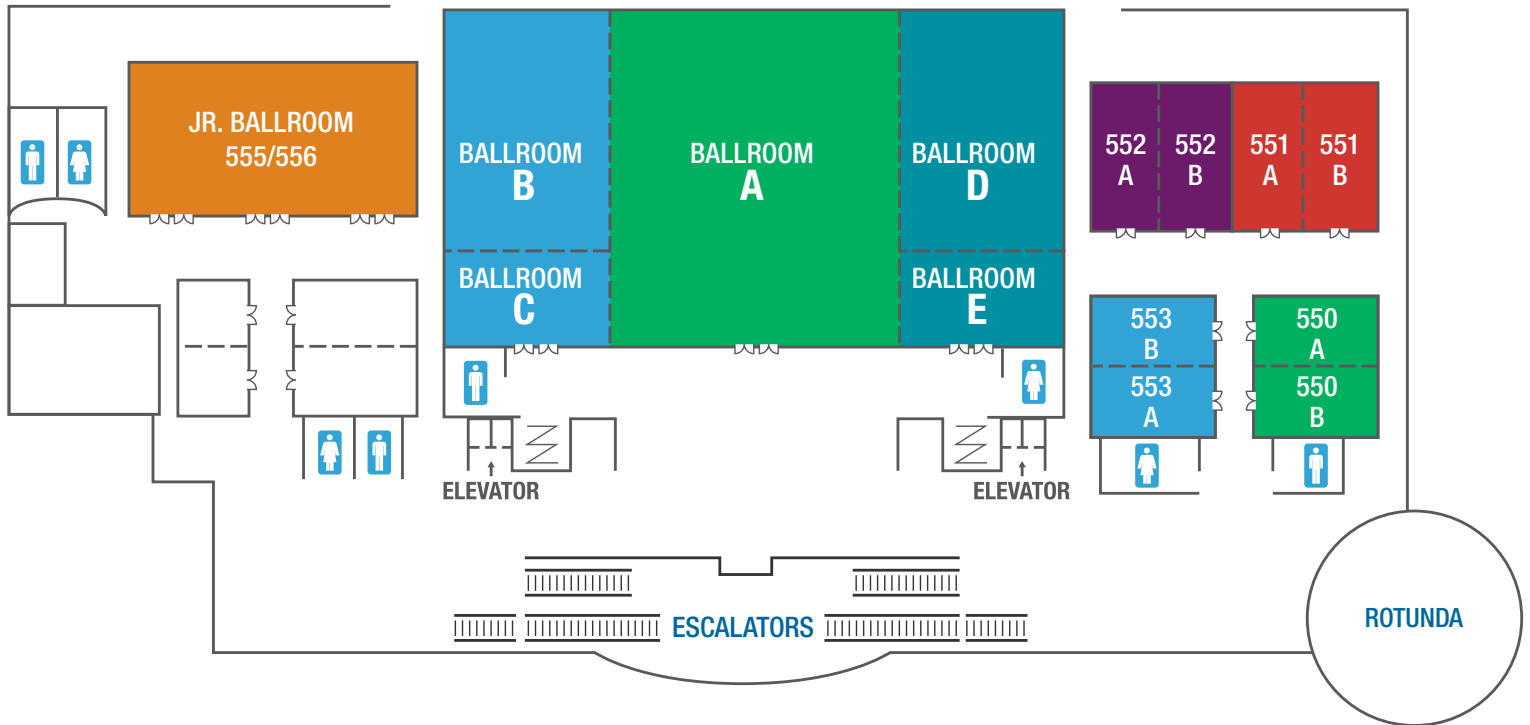 JR. BALLROOM
555/556
BALLROOM
B
BALLROOM
A
BALLROOM
D
BALLROOM
C
BALLROOM
E
552
A
552
B
551
A
551
B
553
B
550
A
553
A
550
B
ELEVATOR
ELEVATOR
ESCALATORS
ROTUNDA